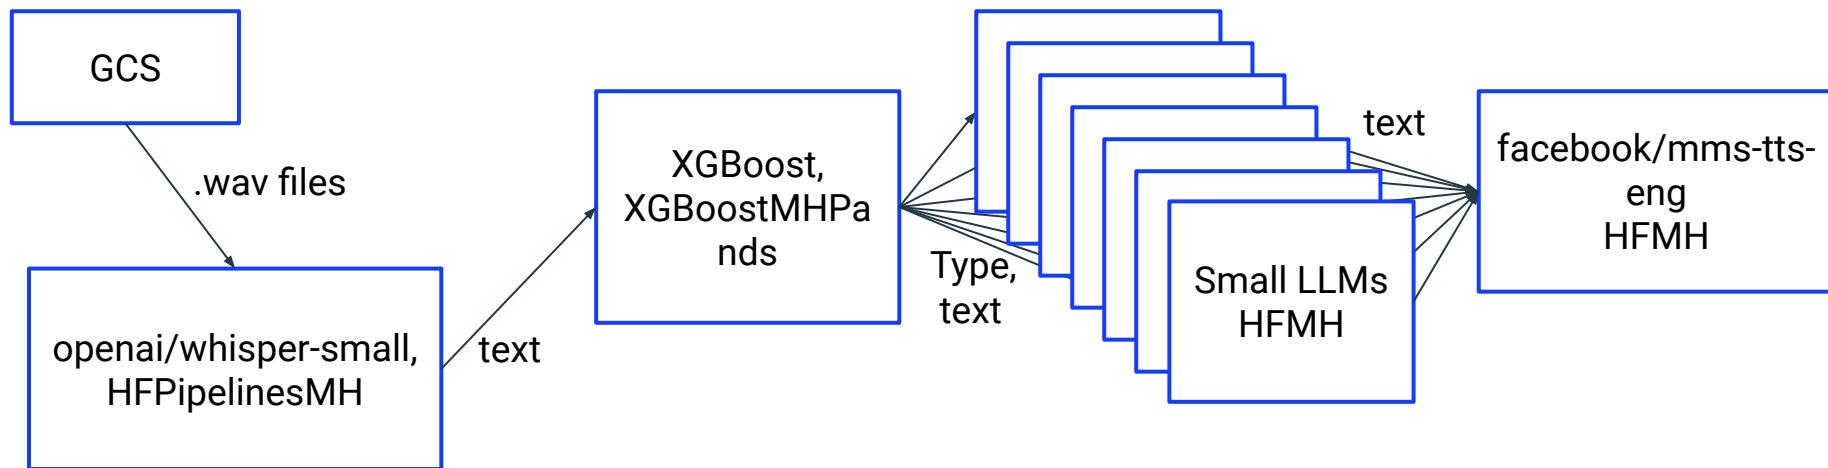 GCS
.wav files
openai/whisper-small,
HFPipelinesMH
text
XGBoost,
XGBoostMHPa
nds
Type,
text
Small LLMs
HFMH
text
facebook/mms-tts-
eng
HFMH